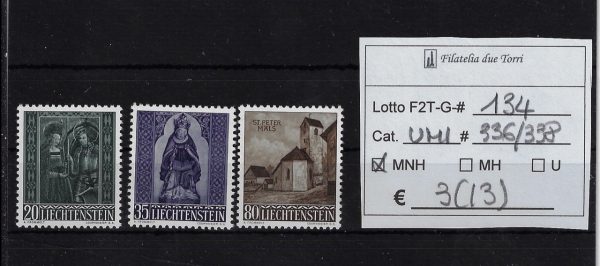 20 LIECHTENSTEIN
35 LIECHTENSTEIN
ST. PETER
MÄLS
80 LIECHTENSTEIN
Filatelia due Torri
Lotto F2T-G-# 134
Cat. UNI # 336/338
MNH MH U
€ 3(13)